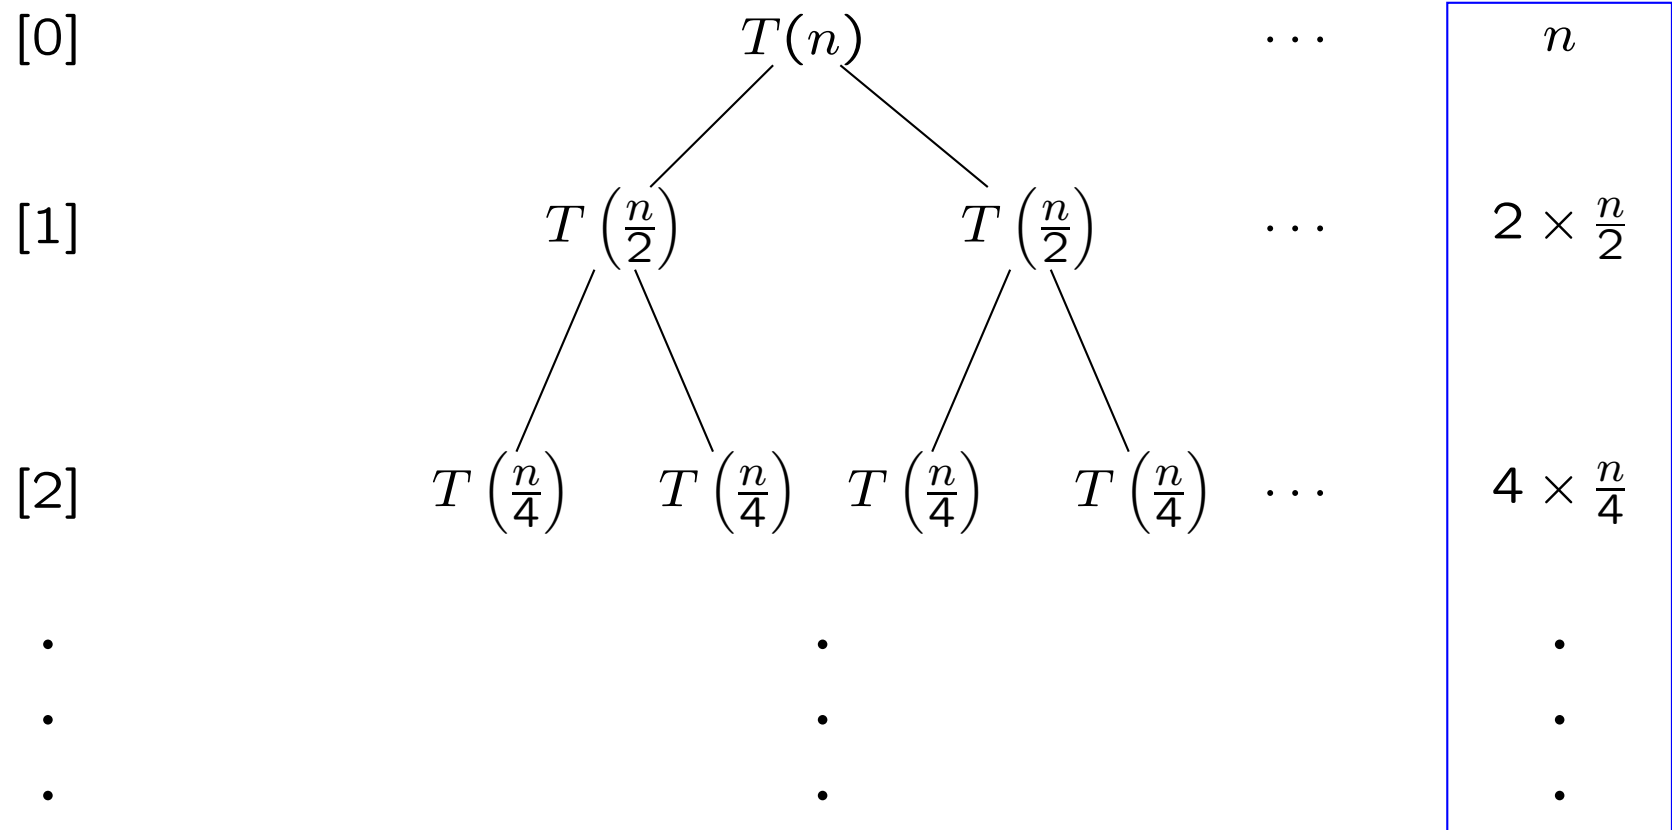 [0] T(n) ··· n
[1] T(n/2) T(n/2) ··· 2 × n/2
[2] T(n/4) T(n/4) T(n/4) T(n/4) ··· 4 × n/4
. . .
. . .
. . .